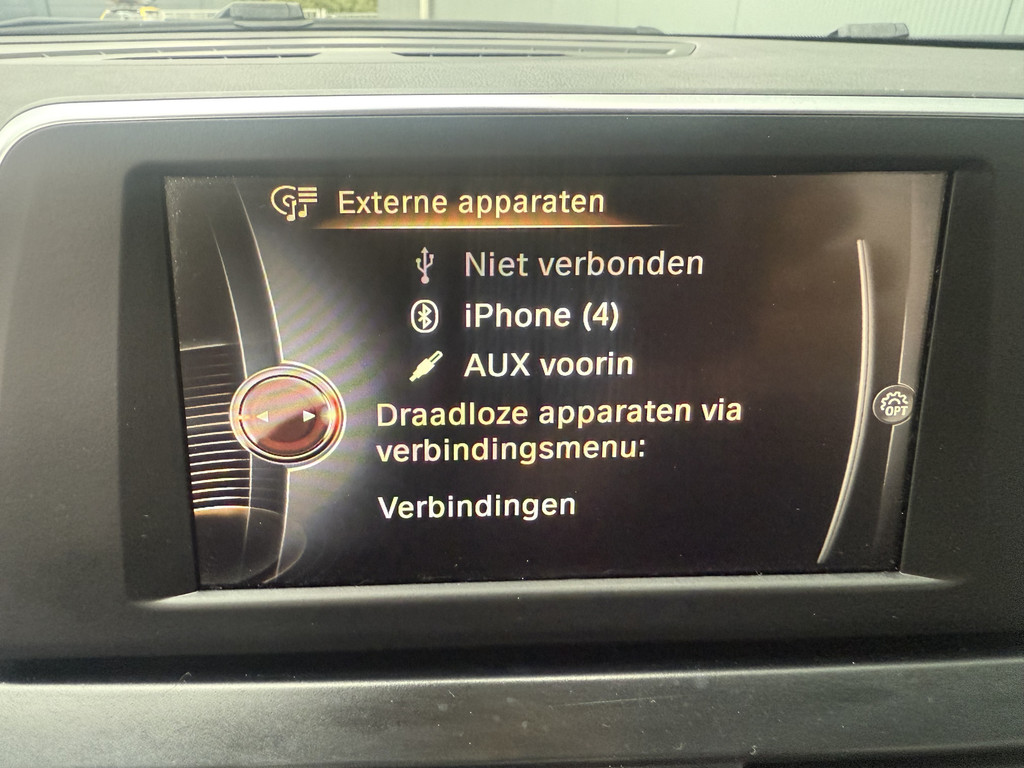 Externe apparaten
Niet verbonden
iPhone (4)
AUX voorin
Draadloze apparaten via
verbindingsmenu:
Verbindingen
OPT